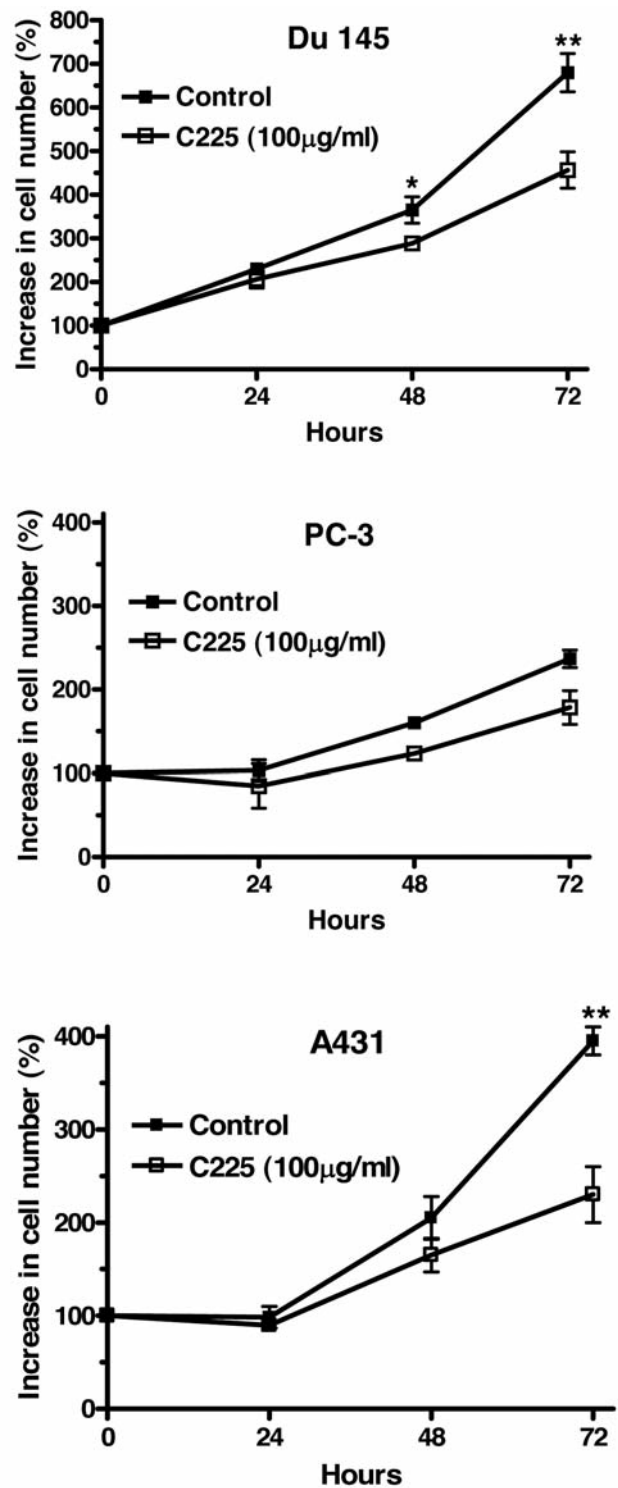 Du 145
Increase in cell number (%)
800
700
600
500
400
300
200
100
0
Control
C225 (100µg/ml)
*
**
0 24 48 72
Hours
PC-3
Increase in cell number (%)
400
300
200
100
0
Control
C225 (100µg/ml)
0 24 48 72
Hours
A431
Increase in cell number (%)
400
300
200
100
0
Control
C225 (100µg/ml)
**
0 24 48 72
Hours